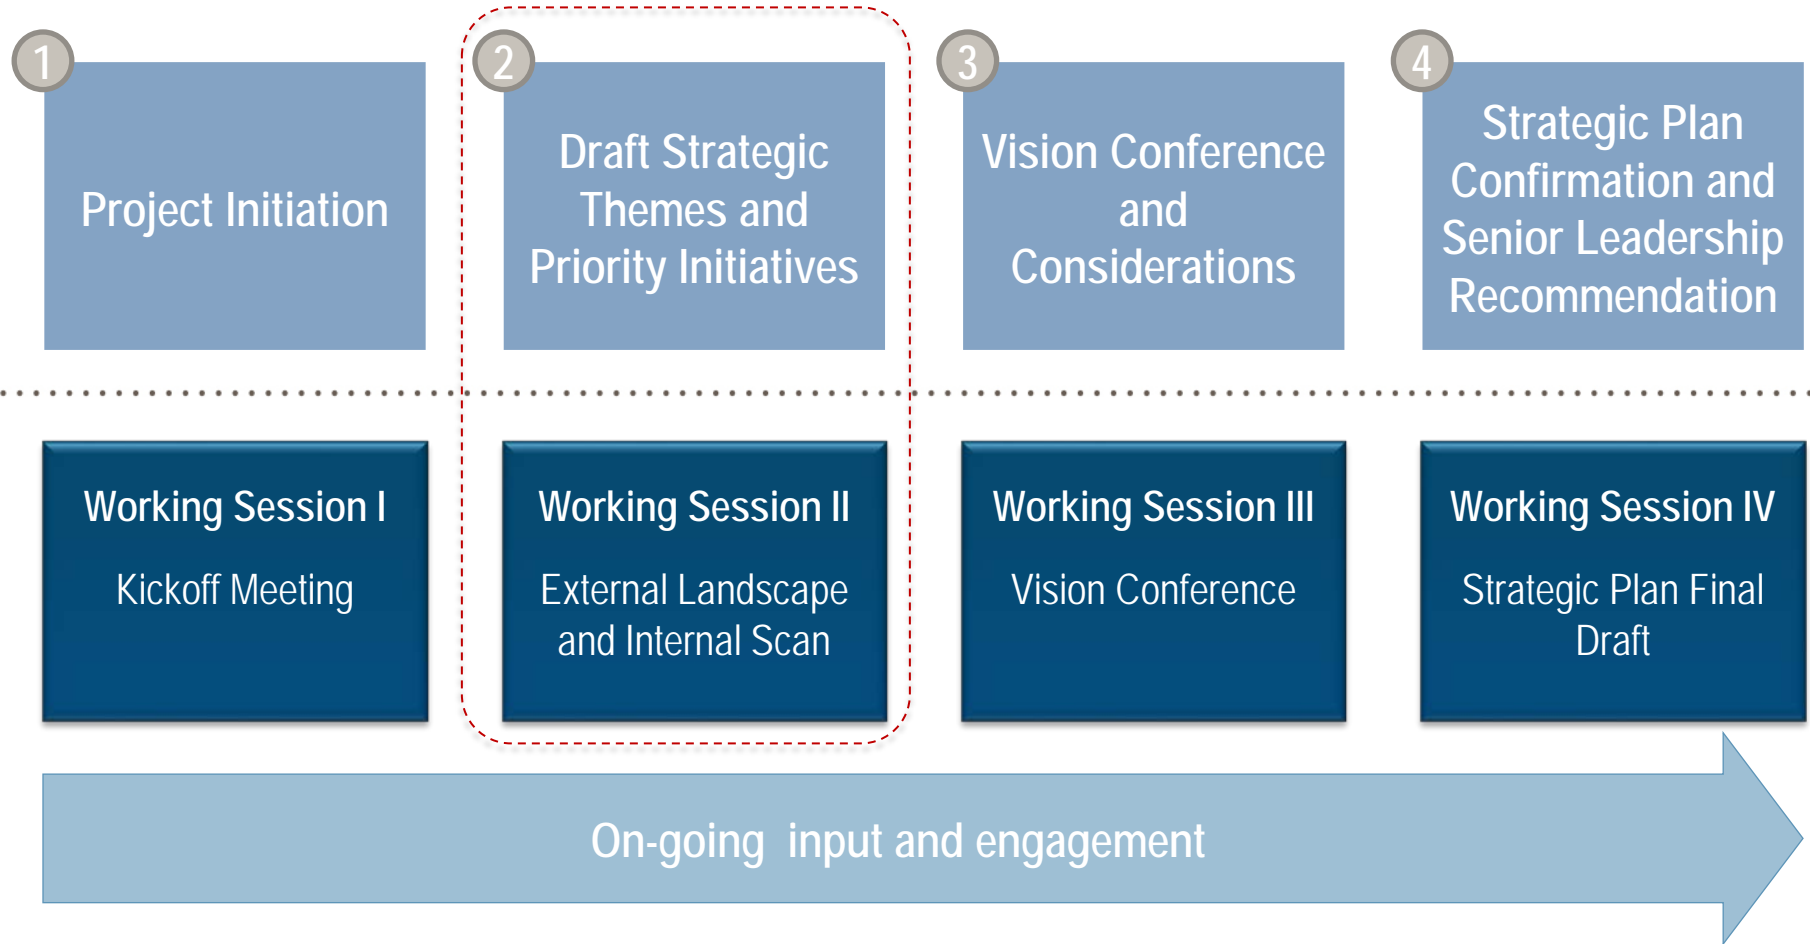 1
Project Initiation
2
Draft Strategic
Themes and
Priority Initiatives
3
Vision Conference
and
Considerations
4
Strategic Plan
Confirmation and
Senior Leadership
Recommendation
Working Session I
Kickoff Meeting
Working Session II
External Landscape
and Internal Scan
Working Session III
Vision Conference
Working Session IV
Strategic Plan Final
Draft
On-going  input and engagement